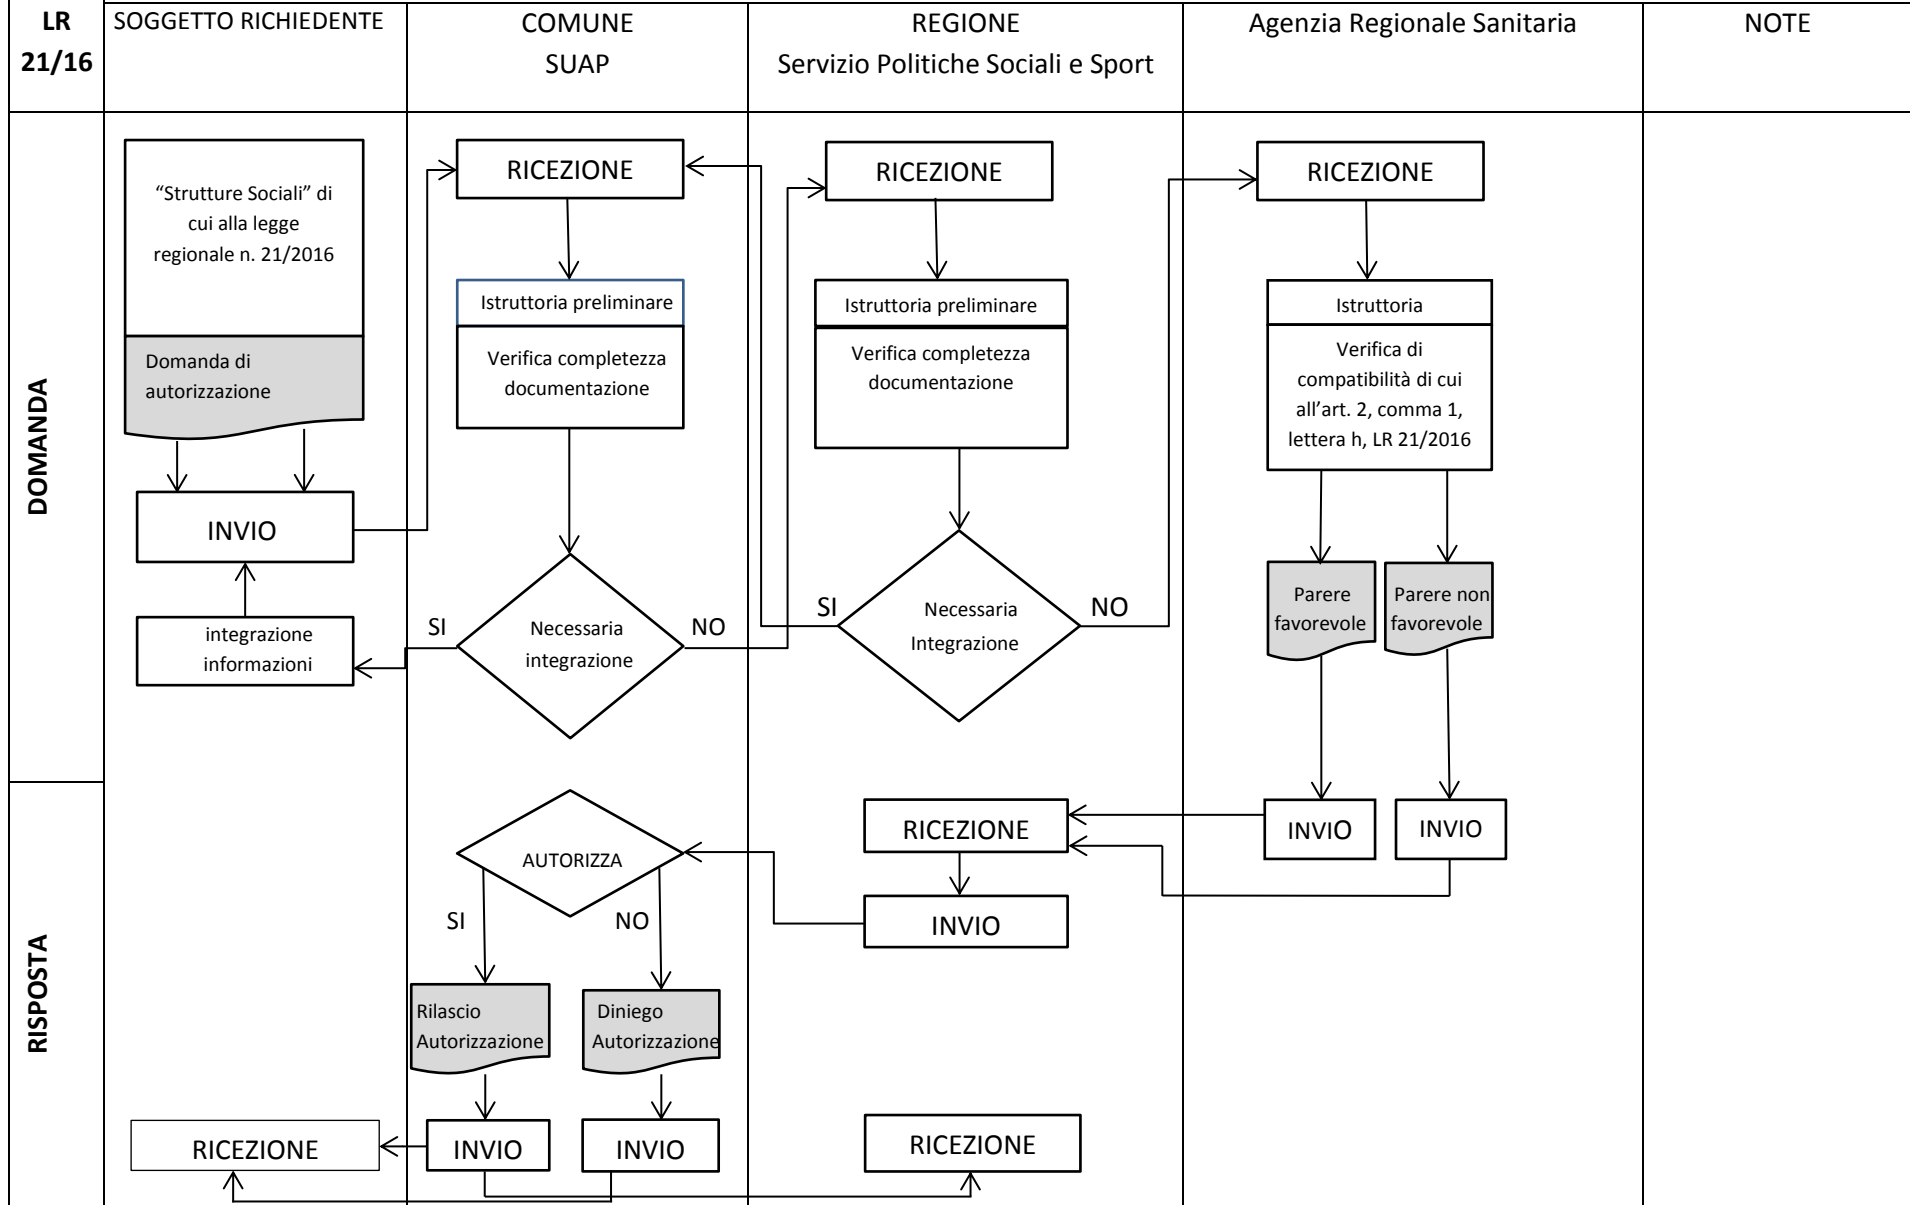 LR
21/16
SOGGETTO RICHIEDENTE
COMUNE
SUAP
REGIONE
Servizio Politiche Sociali e Sport
Agenzia Regionale Sanitaria
NOTE
DOMANDA
“Strutture Sociali” di
cui alla legge
regionale n. 21/2016
Domanda di
autorizzazione
INVIO
integrazione
informazioni
RICEZIONE
Istruttoria preliminare
Verifica completezza
documentazione
SI
Necessaria
integrazione
NO
RICEZIONE
Istruttoria preliminare
Verifica completezza
documentazione
SI
Necessaria
Integrazione
NO
RICEZIONE
Istruttoria
Verifica di
compatibilità di cui
all’art. 2, comma 1,
lettera h, LR 21/2016
Parere
favorevole
Parere non
favorevole
RISPOSTA
INVIO
INVIO
RICEZIONE
INVIO
AUTORIZZA
SI
NO
Rilascio
Autorizzazione
Diniego
Autorizzazione
RICEZIONE
INVIO
INVIO
RICEZIONE